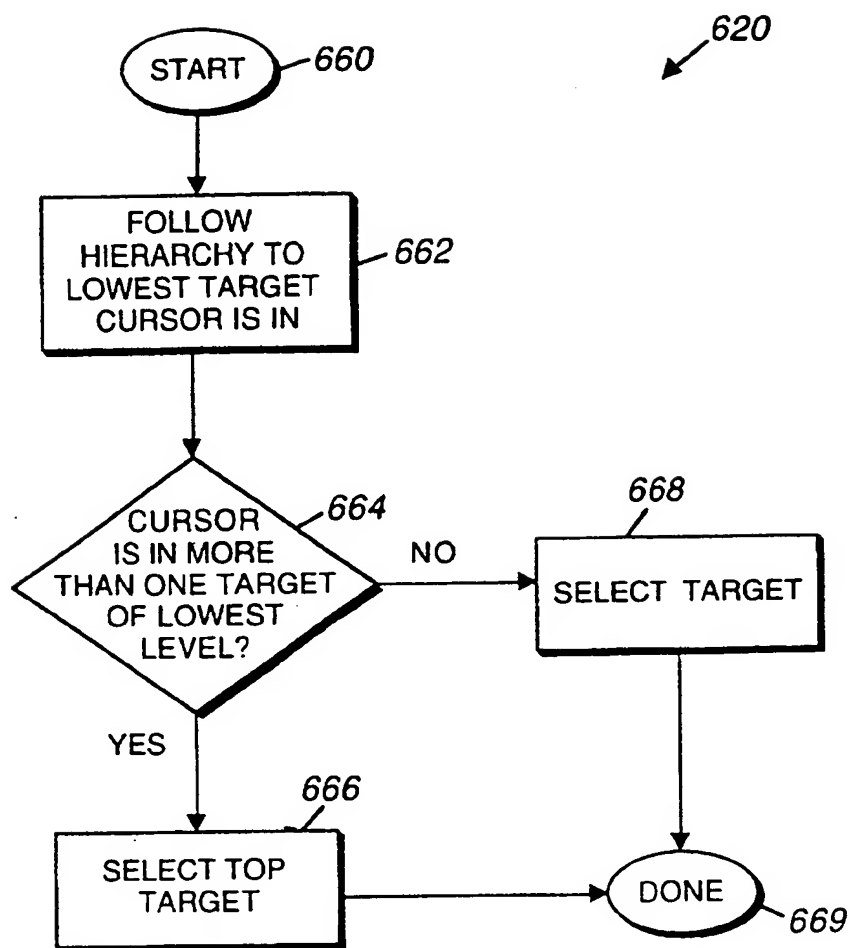 620
START
660
FOLLOW
HIERARCHY TO
LOWEST TARGET
CURSOR IS IN
662
CURSOR
IS IN MORE
THAN ONE TARGET
OF LOWEST
LEVEL?
664
NO
668
SELECT TARGET
YES
666
SELECT TOP
TARGET
DONE
669